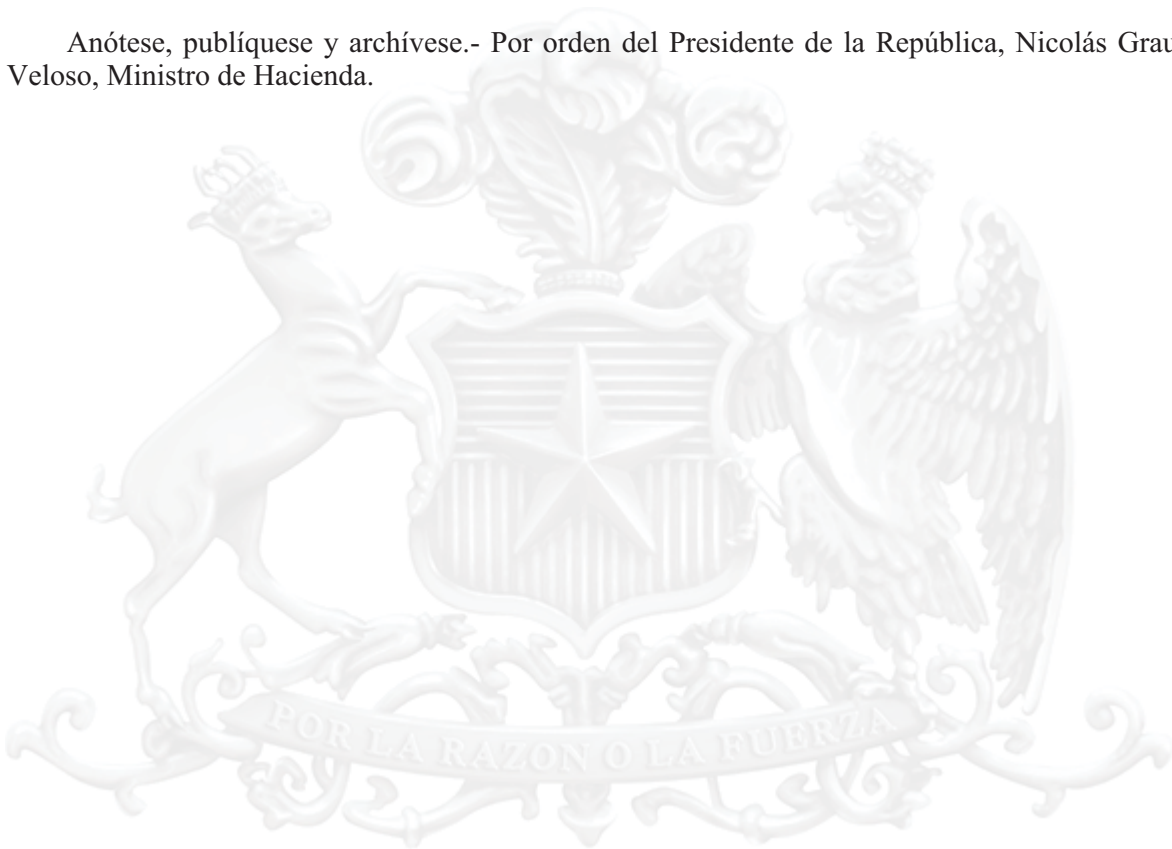 Anótese, publíquese y archívese.- Por orden del Presidente de la República, Nicolás Grau
Veloso, Ministro de Hacienda.
POR LA RAZON O LA FUERZA